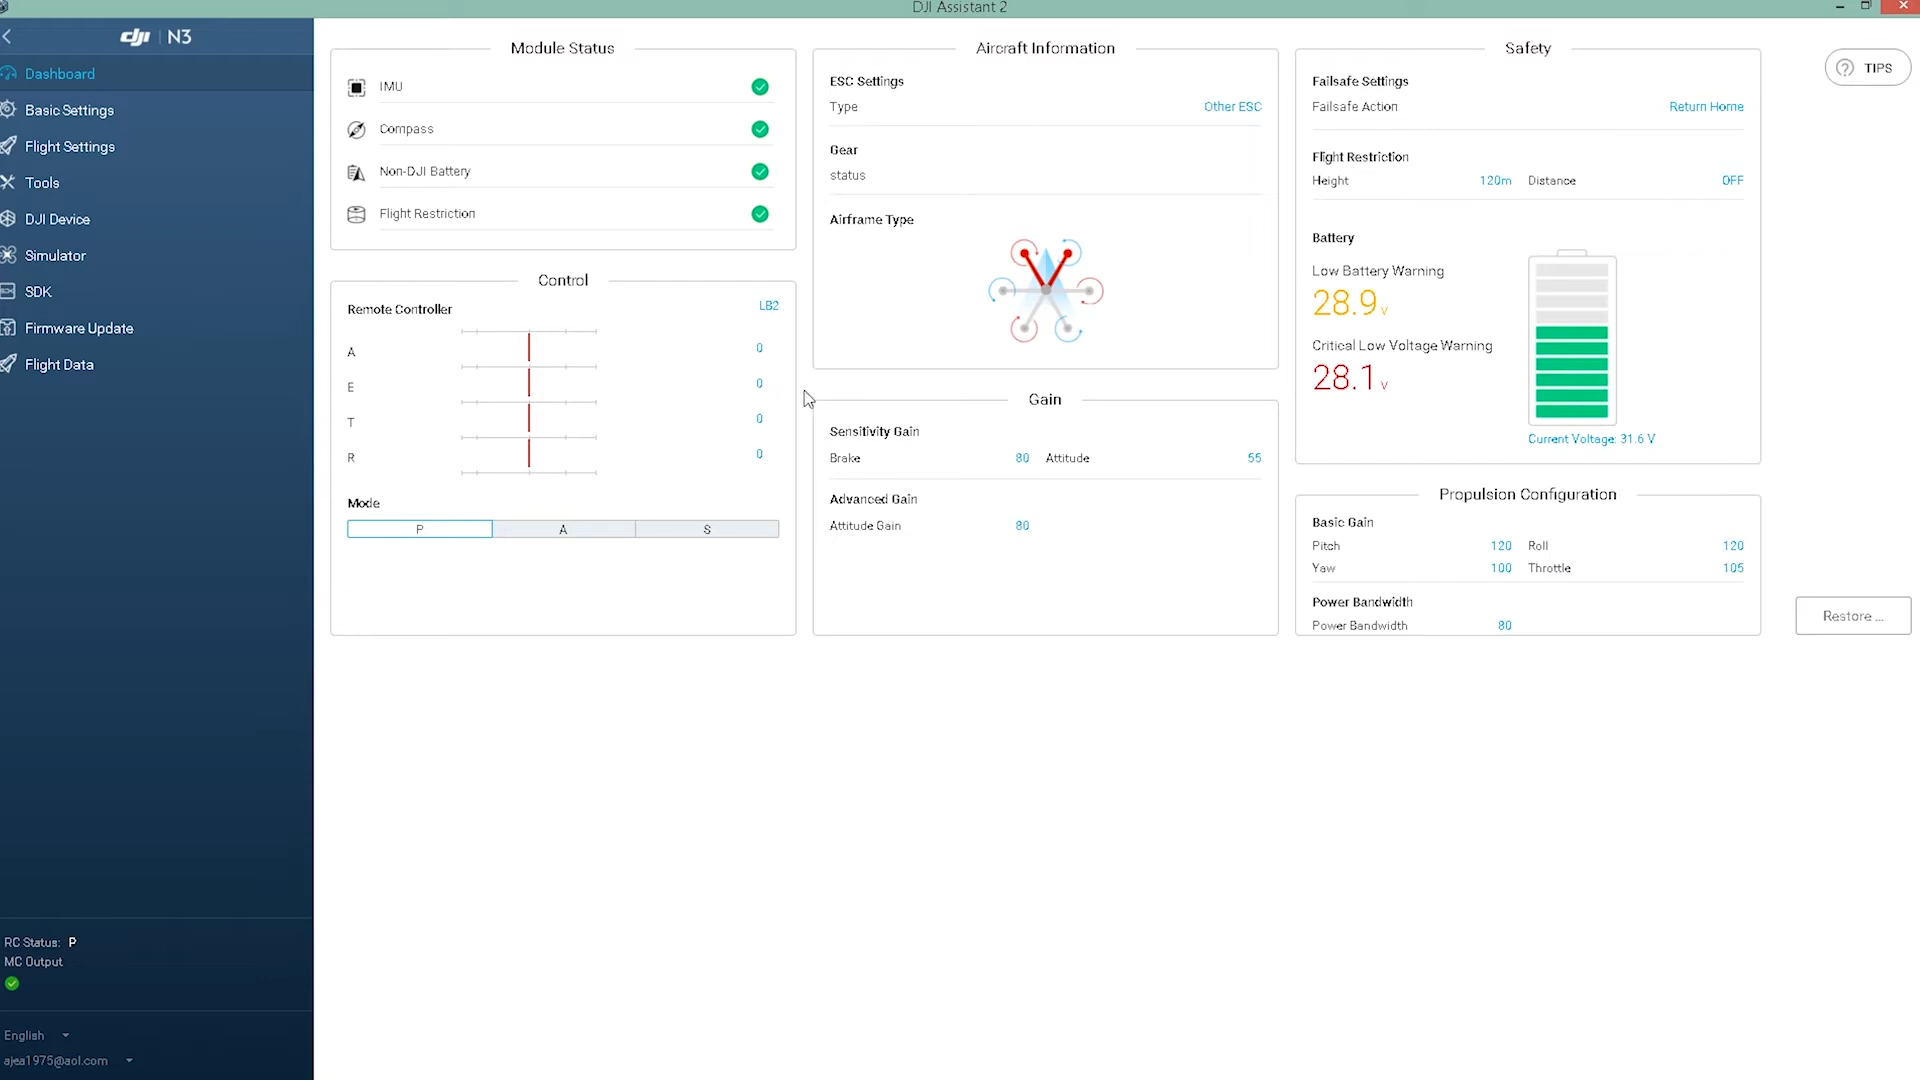 DJI Assistant 2
dji N3
Dashboard
Basic Settings
Flight Settings
Tools
DJI Device
Simulator
SDK
Firmware Update
Flight Data
RC Status: P
MC Output
English
ajea1975@aol.com
Module Status
IMU
Compass
Non-DJI Battery
Flight Restriction
Control
Remote Controller LB2
A 0
E 0
T 0
R 0
Mode
P A S
Aircraft Information
ESC Settings
Type Other ESC
Gear
status
Airframe Type
Gain
Sensitivity Gain
Brake 80 Attitude 55
Advanced Gain
Attitude Gain 80
Safety
Failsafe Settings
Failsafe Action Return Home
Flight Restriction
Height 120m Distance OFF
Battery
Low Battery Warning
28.9 V
Critical Low Voltage Warning
28.1 V
Current Voltage: 31.6 V
Propulsion Configuration
Basic Gain
Pitch 120 Roll 120
Yaw 100 Throttle 105
Power Bandwidth
Power Bandwidth 80
? TIPS
Restore ...